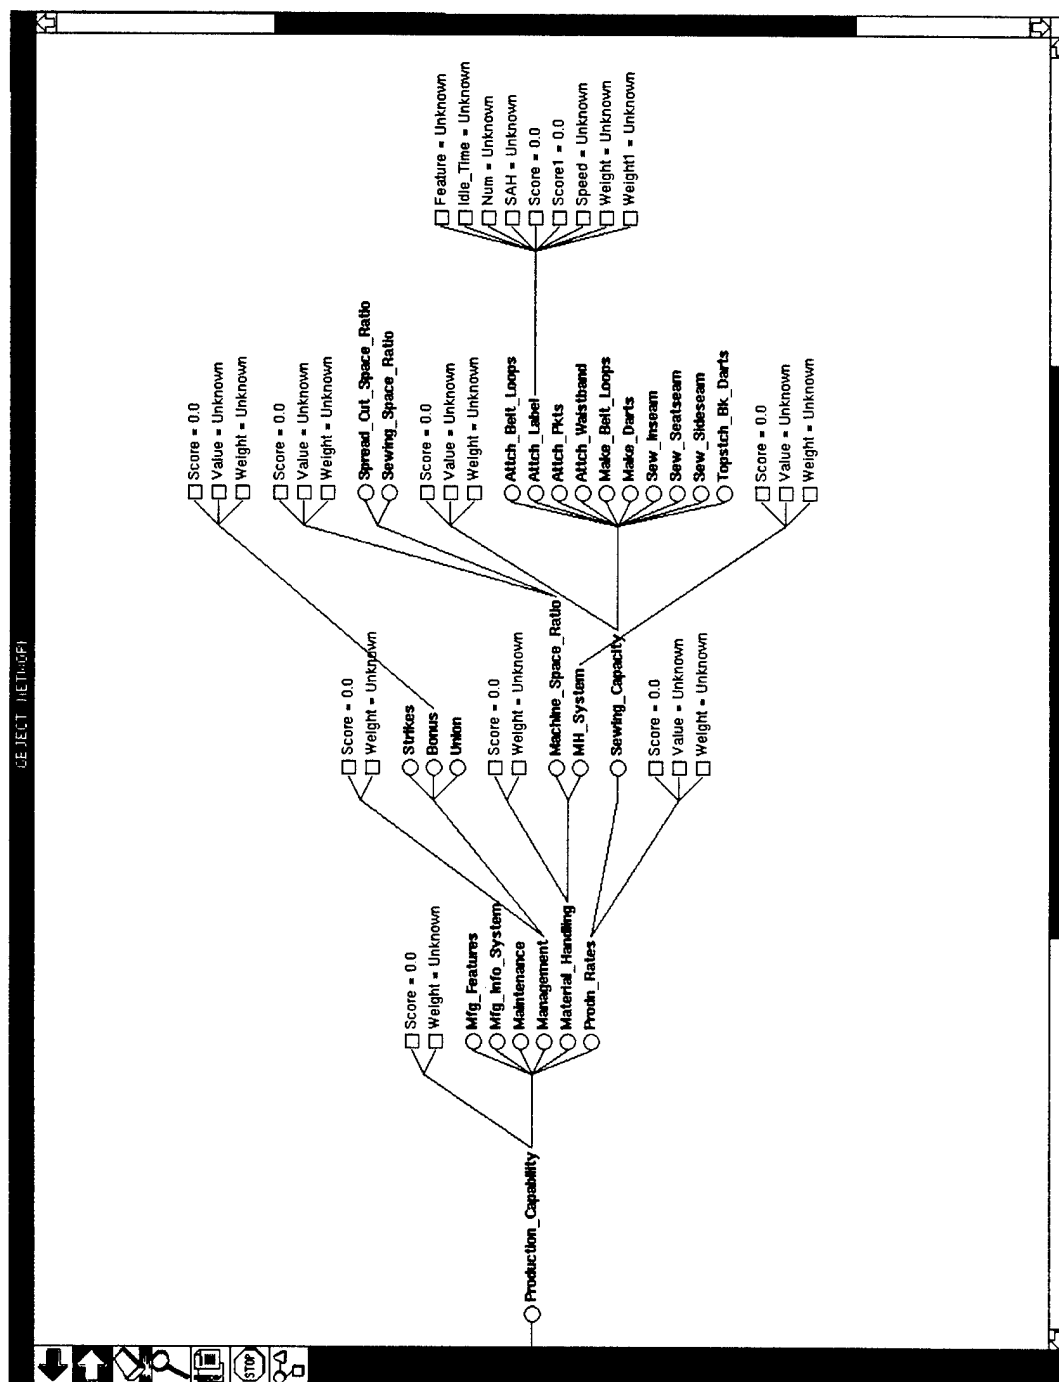 OBJECT NETWORK
Production_Capability
Score = 0.0
Weight = Unknown
Mfg_Features
Mfg_Info_System
Maintenance
Management
Material_Handling
Prodn_Rates
Score = 0.0
Weight = Unknown
Strikes
Bonus
Union
Score = 0.0
Weight = Unknown
Machine_Space_Ratio
MH_System
Sewing_Capacity
Score = 0.0
Value = Unknown
Weight = Unknown
Score = 0.0
Value = Unknown
Weight = Unknown
Score = 0.0
Value = Unknown
Weight = Unknown
Spread_Cut_Space_Ratio
Sewing_Space_Ratio
Score = 0.0
Value = Unknown
Weight = Unknown
Attch_Belt_Loops
Attch_Label
Attch_Pkts
Attch_Waistband
Make_Belt_Loops
Make_Darts
Sew_Inseam
Sew_Seatseam
Sew_Sideseam
Topstch_Bk_Darts
Score = 0.0
Value = Unknown
Weight = Unknown
Feature = Unknown
Idle_Time = Unknown
Num = Unknown
SAH = Unknown
Score = 0.0
Score1 = 0.0
Speed = Unknown
Weight = Unknown
Weight1 = Unknown
STOP